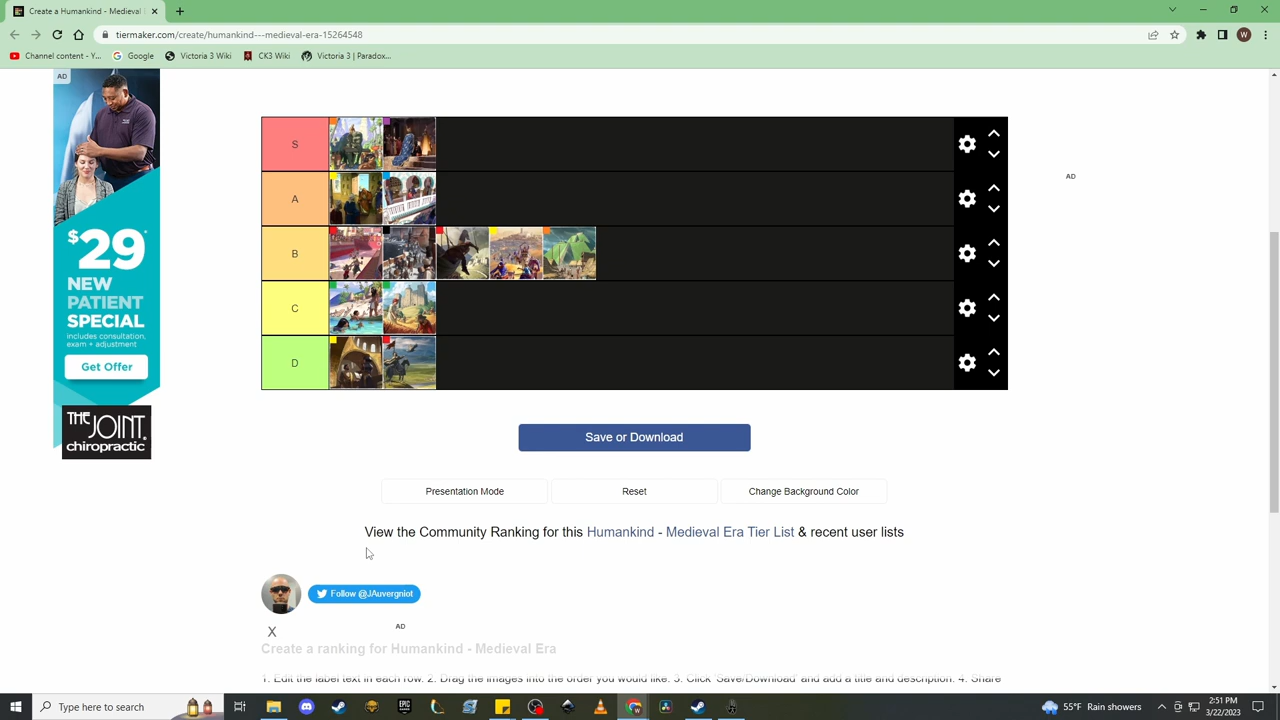 Create a Humankind - Medieval
tiermaker.com/create/humankind---medieval-era-15264548
W
Channel content - Y...
Google
Victoria 3 Wiki
CK3 Wiki
Victoria 3 | Paradox...
AD
$29*
NEW
PATIENT
SPECIAL
includes consultation,
exam + adjustment
Get Offer
THE JOINT
chiropractic
S
A
B
C
D
AD
Save or Download
Presentation Mode
Reset
Change Background Color
View the Community Ranking for this Humankind - Medieval Era Tier List & recent user lists
Follow @JAuvergniot
X
AD
Create a ranking for Humankind - Medieval Era
1. Edit the label text in each row. 2. Drag the images into the order you would like. 3. Click 'Save/Download' and add a title and description. 4. Share
Type here to search
EPIC GAMES
55°F Rain showers
2:51 PM
3/22/2023